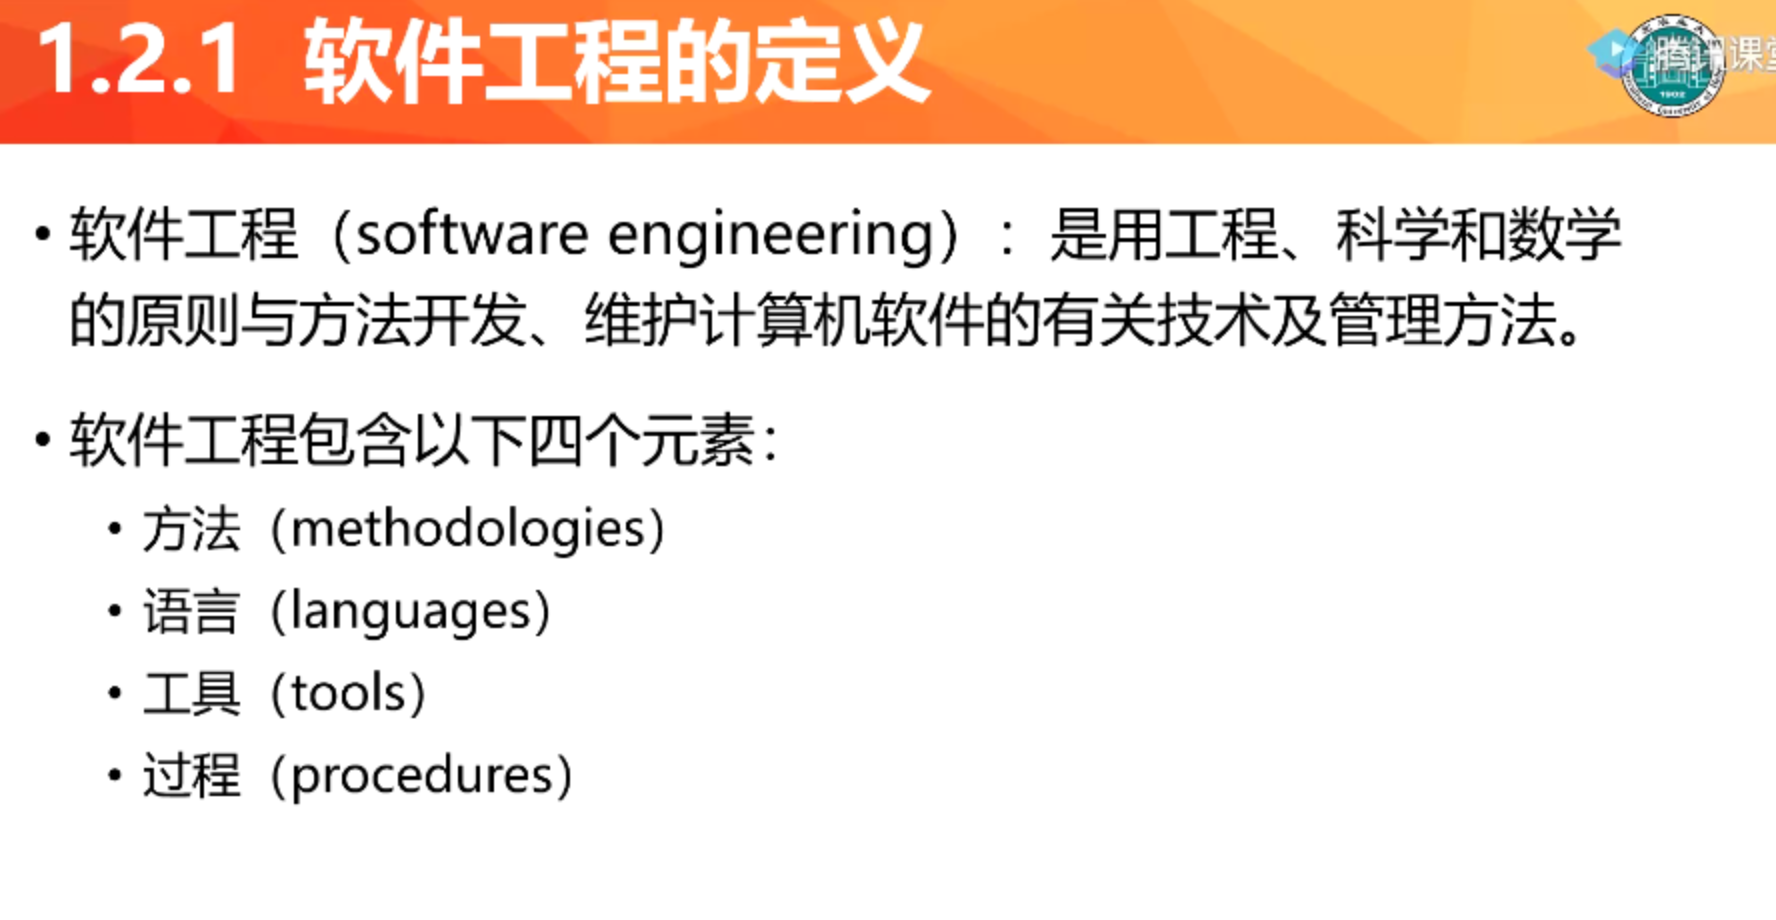 1.2.1 软件工程的定义
腾讯课堂
1902
• 软件工程（software engineering）：是用工程、科学和数学
的原则与方法开发、维护计算机软件的有关技术及管理方法。
• 软件工程包含以下四个元素：
• 方法（methodologies）
• 语言（languages）
• 工具（tools）
• 过程（procedures）